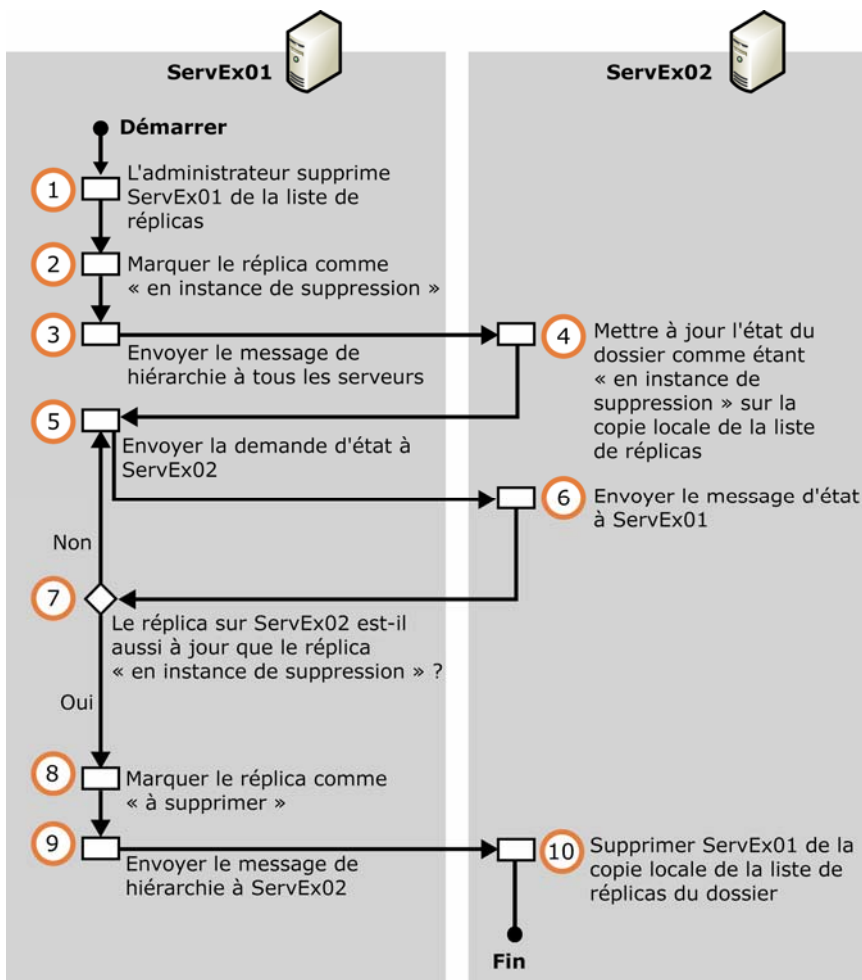 ServEx01
ServEx02
Démarrer
1
L'administrateur supprime
ServEx01 de la liste de
réplicas
2
Marquer le réplica comme
« en instance de suppression »
3
Envoyer le message de
hiérarchie à tous les serveurs
4
Mettre à jour l'état du
dossier comme étant
« en instance de
suppression » sur la
copie locale de la liste
de réplicas
5
Envoyer la demande d'état à
ServEx02
6
Envoyer le message d'état
à ServEx01
Non
7
Le réplica sur ServEx02 est-il
aussi à jour que le réplica
« en instance de suppression » ?
Oui
8
Marquer le réplica comme
« à supprimer »
9
Envoyer le message de
hiérarchie à ServEx02
10
Supprimer ServEx01 de la
copie locale de la liste de
réplicas du dossier
Fin